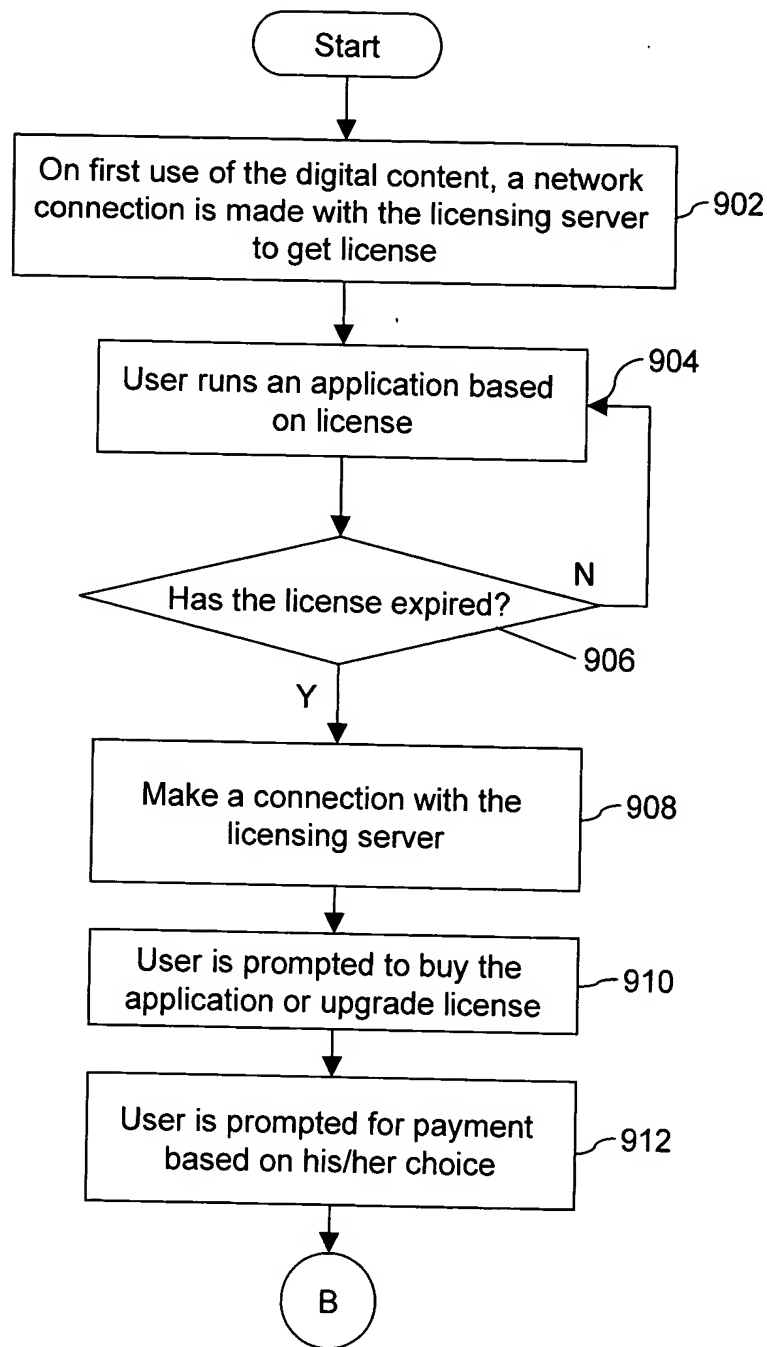 Start
On first use of the digital content, a network
connection is made with the licensing server
to get license
902
User runs an application based
on license
904
Has the license expired?
N
906
Y
Make a connection with the
licensing server
908
User is prompted to buy the
application or upgrade license
910
User is prompted for payment
based on his/her choice
912
B